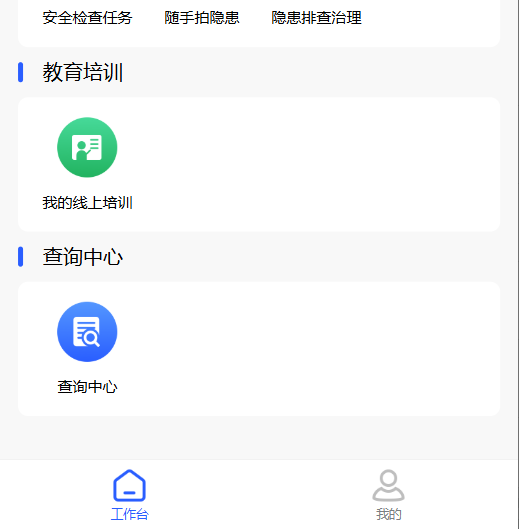 安全检查任务 随手拍隐患 隐患排查治理
教育培训
我的线上培训
查询中心
查询中心
工作台 我的